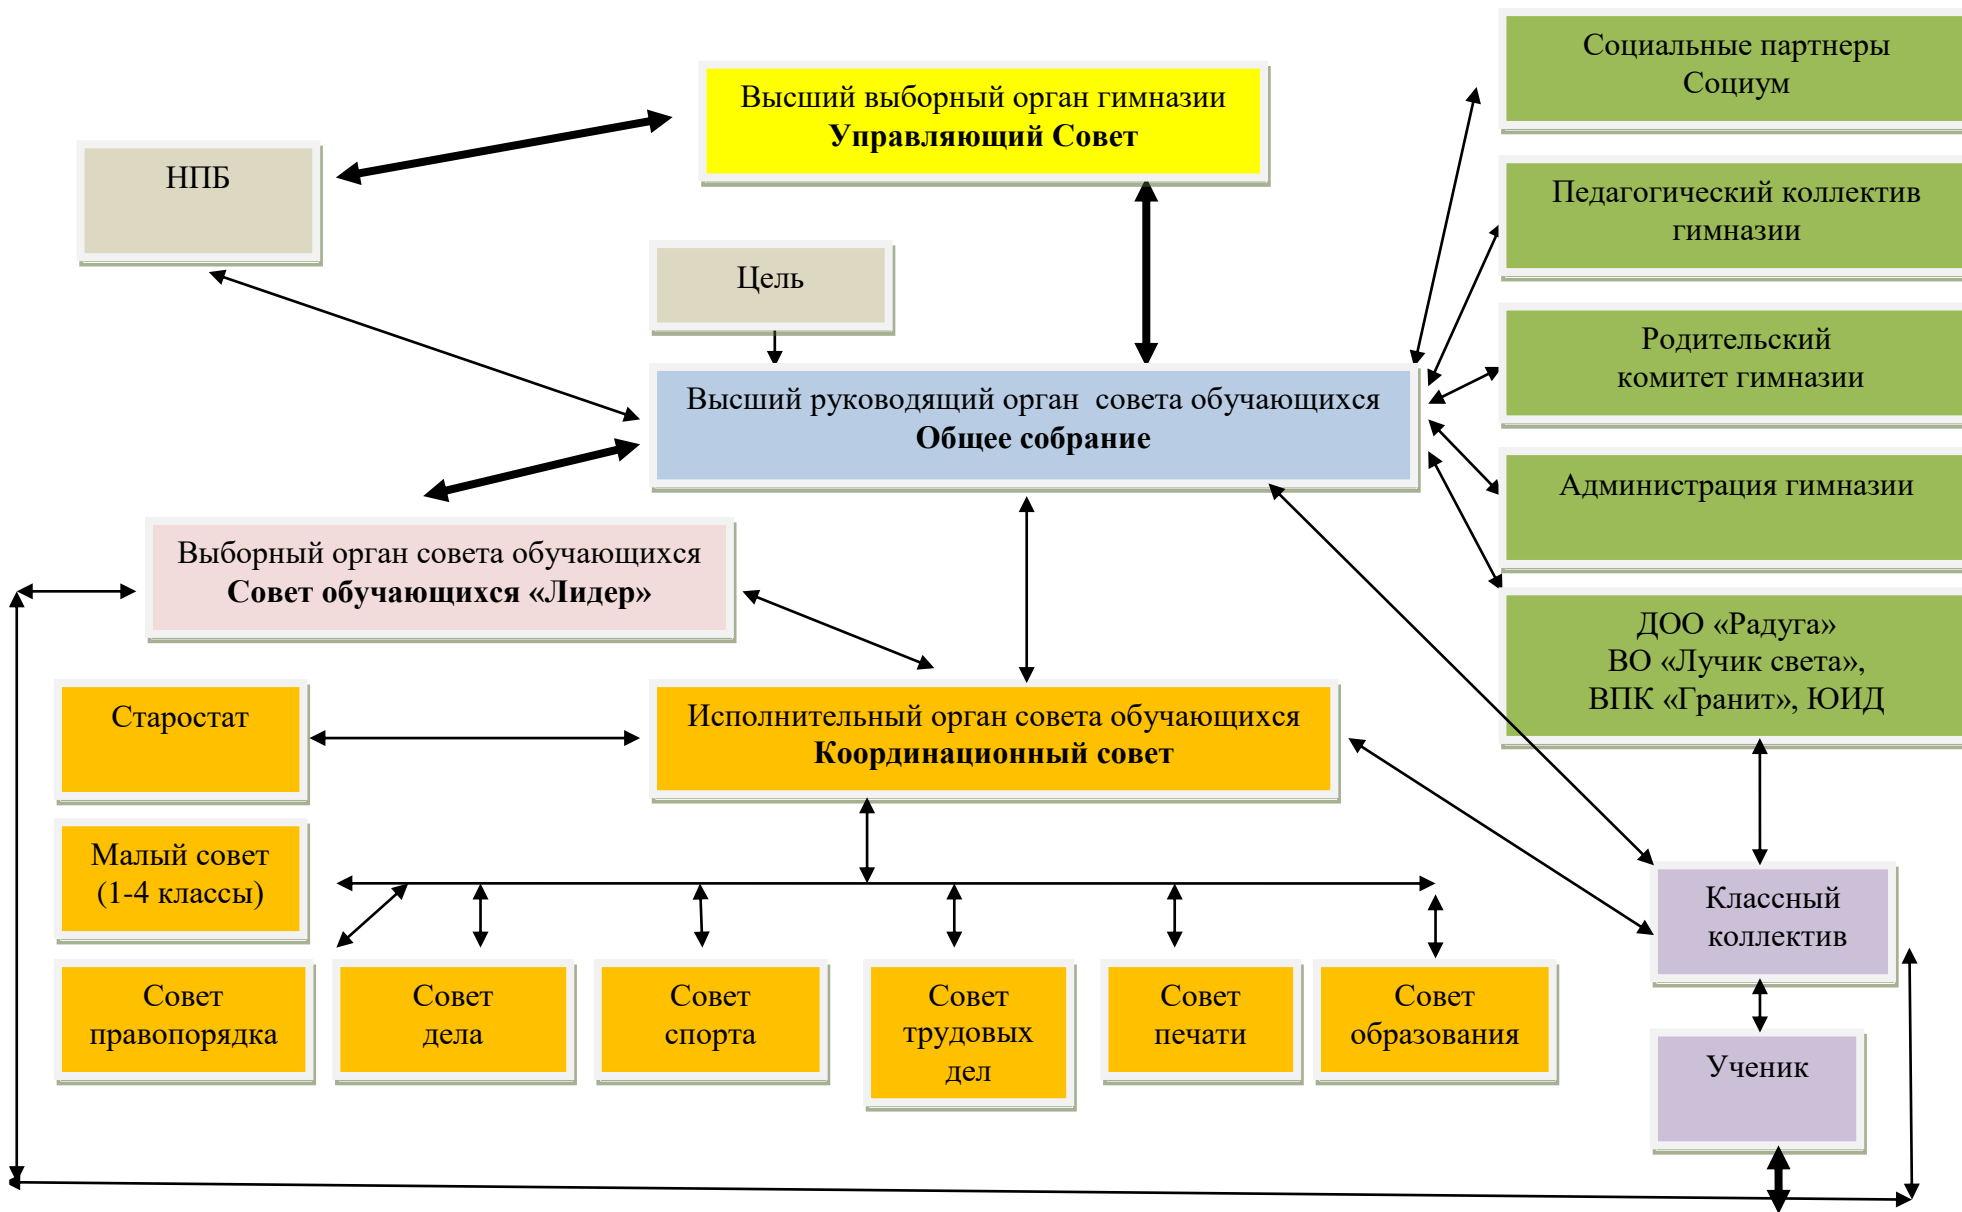 Социальные партнеры
Социум
Высший выборный орган гимназии
Управляющий Совет
НПБ
Педагогический коллектив
гимназии
Цель
Родительский
комитет гимназии
Высший руководящий орган  совета обучающихся
Общее собрание
Администрация гимназии
Выборный орган совета обучающихся
Совет обучающихся «Лидер»
ДОО «Радуга»
ВО «Лучик света»,
ВПК «Гранит», ЮИД
Старостат
Исполнительный орган совета обучающихся
Координационный совет
Малый совет
(1-4 классы)
Классный
коллектив
Совет
правопорядка
Совет
дела
Совет
спорта
Совет
трудовых
дел
Совет
печати
Совет
образования
Ученик